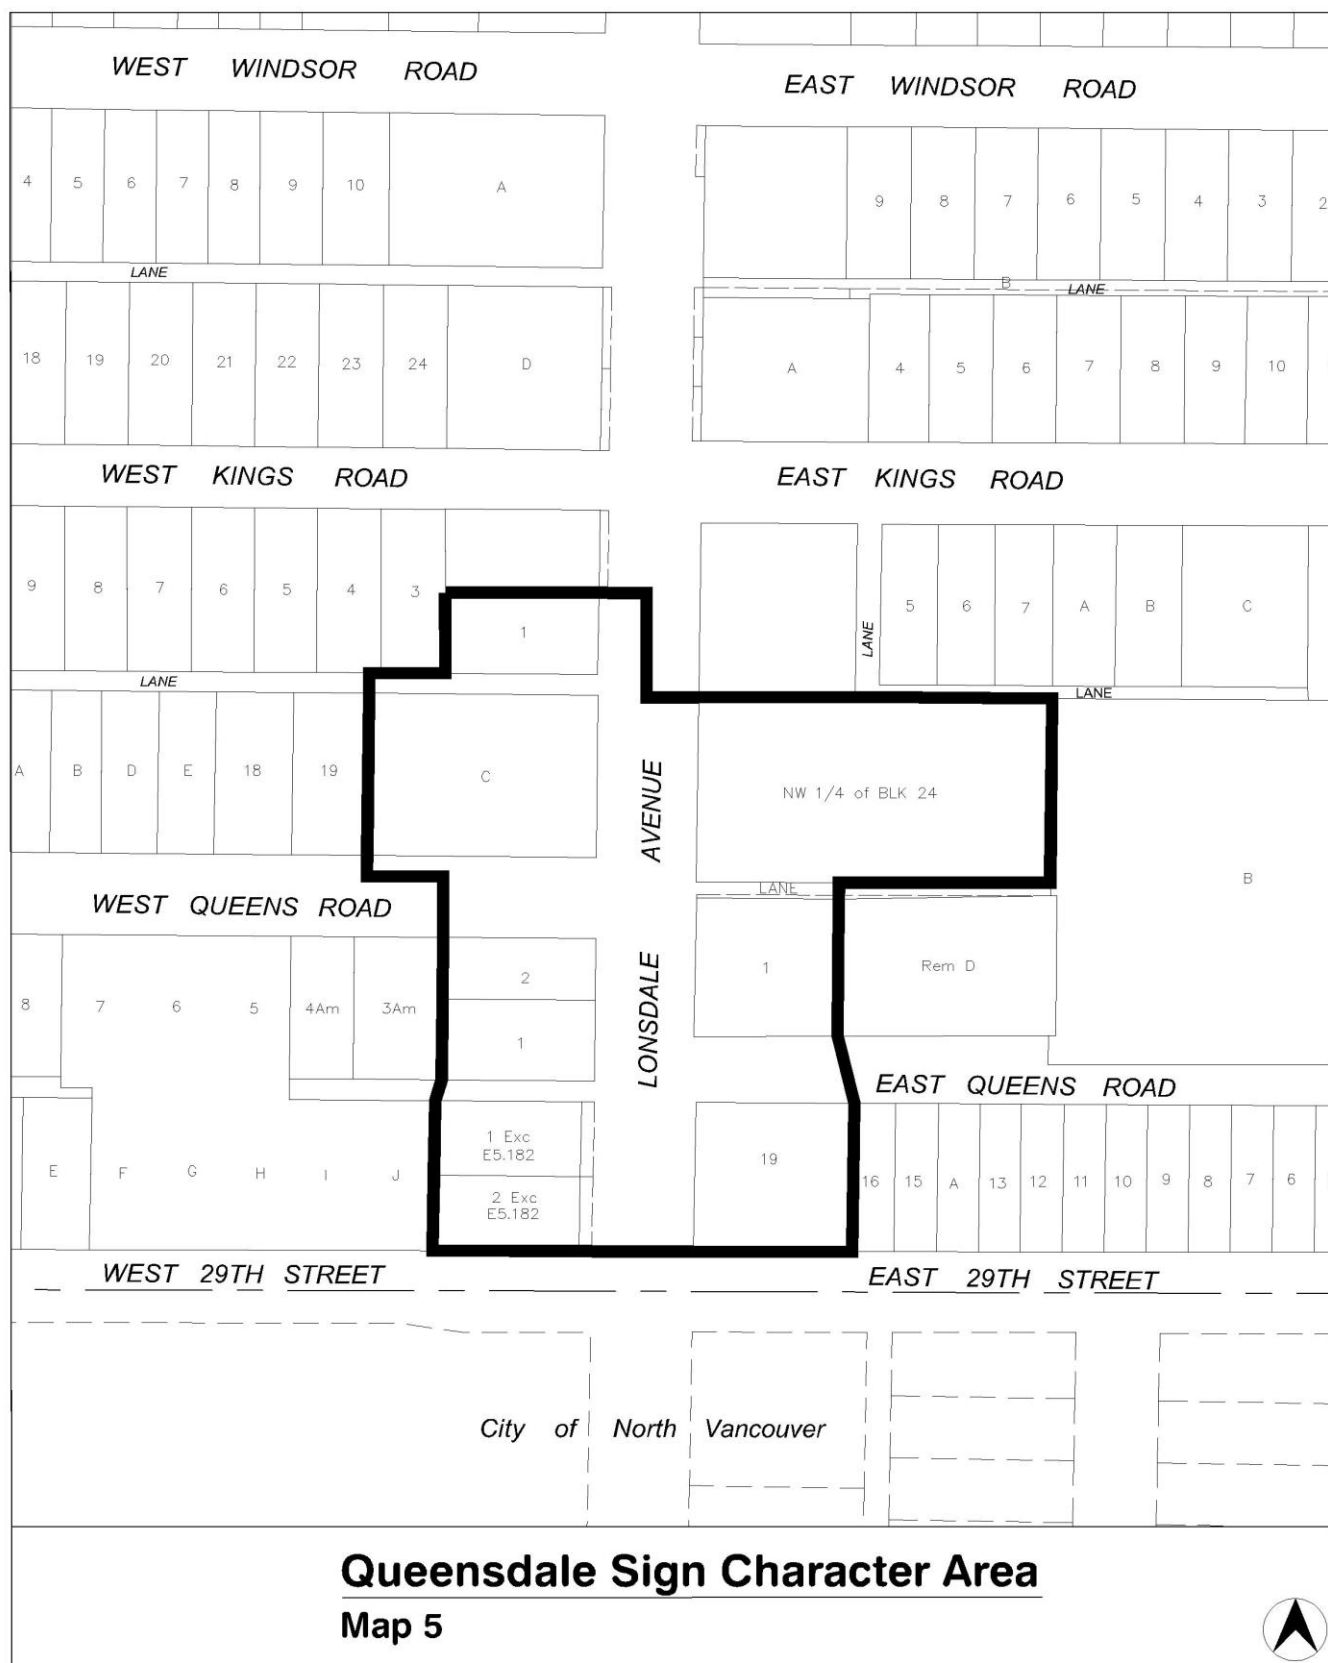 WEST WINDSOR ROAD
EAST WINDSOR ROAD
4 5 6 7 8 9 10 A
9 8 7 6 5 4 3 2
LANE
B LANE
18 19 20 21 22 23 24 D
A 4 5 6 7 8 9 10
WEST KINGS ROAD
EAST KINGS ROAD
9 8 7 6 5 4 3
1
LANE
5 6 7 A B C
LANE
LANE
A B D E 18 19 C
AVENUE
NW 1/4 of BLK 24
B
LANE
WEST QUEENS ROAD
8 7 6 5 4Am 3Am
2
1
LONSDALE
1
Rem D
EAST QUEENS ROAD
E F G H I J
1 Exc
E5.182
2 Exc
E5.182
19
16 15 A 13 12 11 10 9 8 7 6
WEST 29TH STREET
EAST 29TH STREET
City of North Vancouver
Queensdale Sign Character Area
Map 5